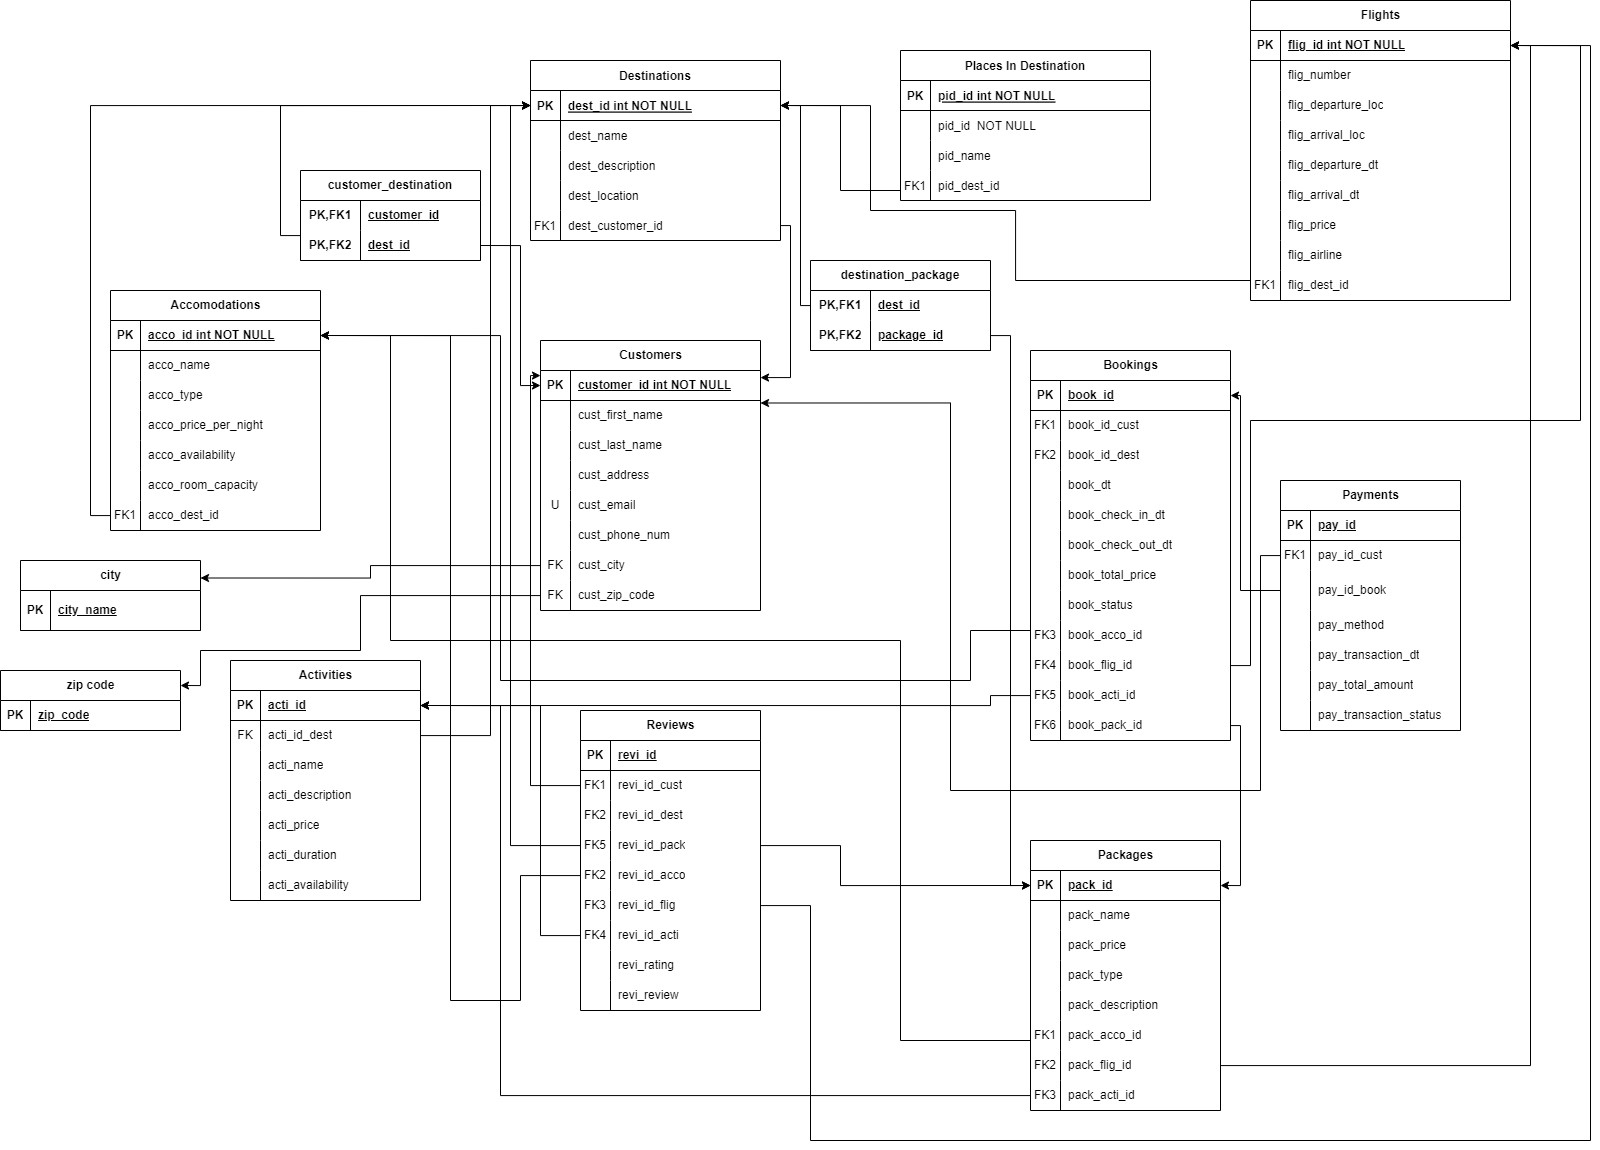 Flights
PK flig_id int NOT NULL
flig_number
flig_departure_loc
flig_arrival_loc
flig_departure_dt
flig_arrival_dt
flig_price
flig_airline
FK1 flig_dest_id
Destinations
PK dest_id int NOT NULL
dest_name
dest_description
dest_location
FK1 dest_customer_id
Places In Destination
PK pid_id int NOT NULL
pid_id NOT NULL
pid_name
FK1 pid_dest_id
customer_destination
PK,FK1 customer_id
PK,FK2 dest_id
destination_package
PK,FK1 dest_id
PK,FK2 package_id
Accomodations
PK acco_id int NOT NULL
acco_name
acco_type
acco_price_per_night
acco_availability
acco_room_capacity
FK1 acco_dest_id
Customers
PK customer_id int NOT NULL
cust_first_name
cust_last_name
cust_address
U cust_email
cust_phone_num
FK cust_city
FK cust_zip_code
Bookings
PK book_id
FK1 book_id_cust
FK2 book_id_dest
book_dt
book_check_in_dt
book_check_out_dt
book_total_price
book_status
FK3 book_acco_id
FK4 book_flig_id
FK5 book_acti_id
FK6 book_pack_id
Payments
PK pay_id
FK1 pay_id_cust
pay_id_book
pay_method
pay_transaction_dt
pay_total_amount
pay_transaction_status
city
PK city_name
zip code
PK zip_code
Activities
PK acti_id
FK acti_id_dest
acti_name
acti_description
acti_price
acti_duration
acti_availability
Reviews
PK revi_id
FK1 revi_id_cust
FK2 revi_id_dest
FK5 revi_id_pack
FK2 revi_id_acco
FK3 revi_id_flig
FK4 revi_id_acti
revi_rating
revi_review
Packages
PK pack_id
pack_name
pack_price
pack_type
pack_description
FK1 pack_acco_id
FK2 pack_flig_id
FK3 pack_acti_id